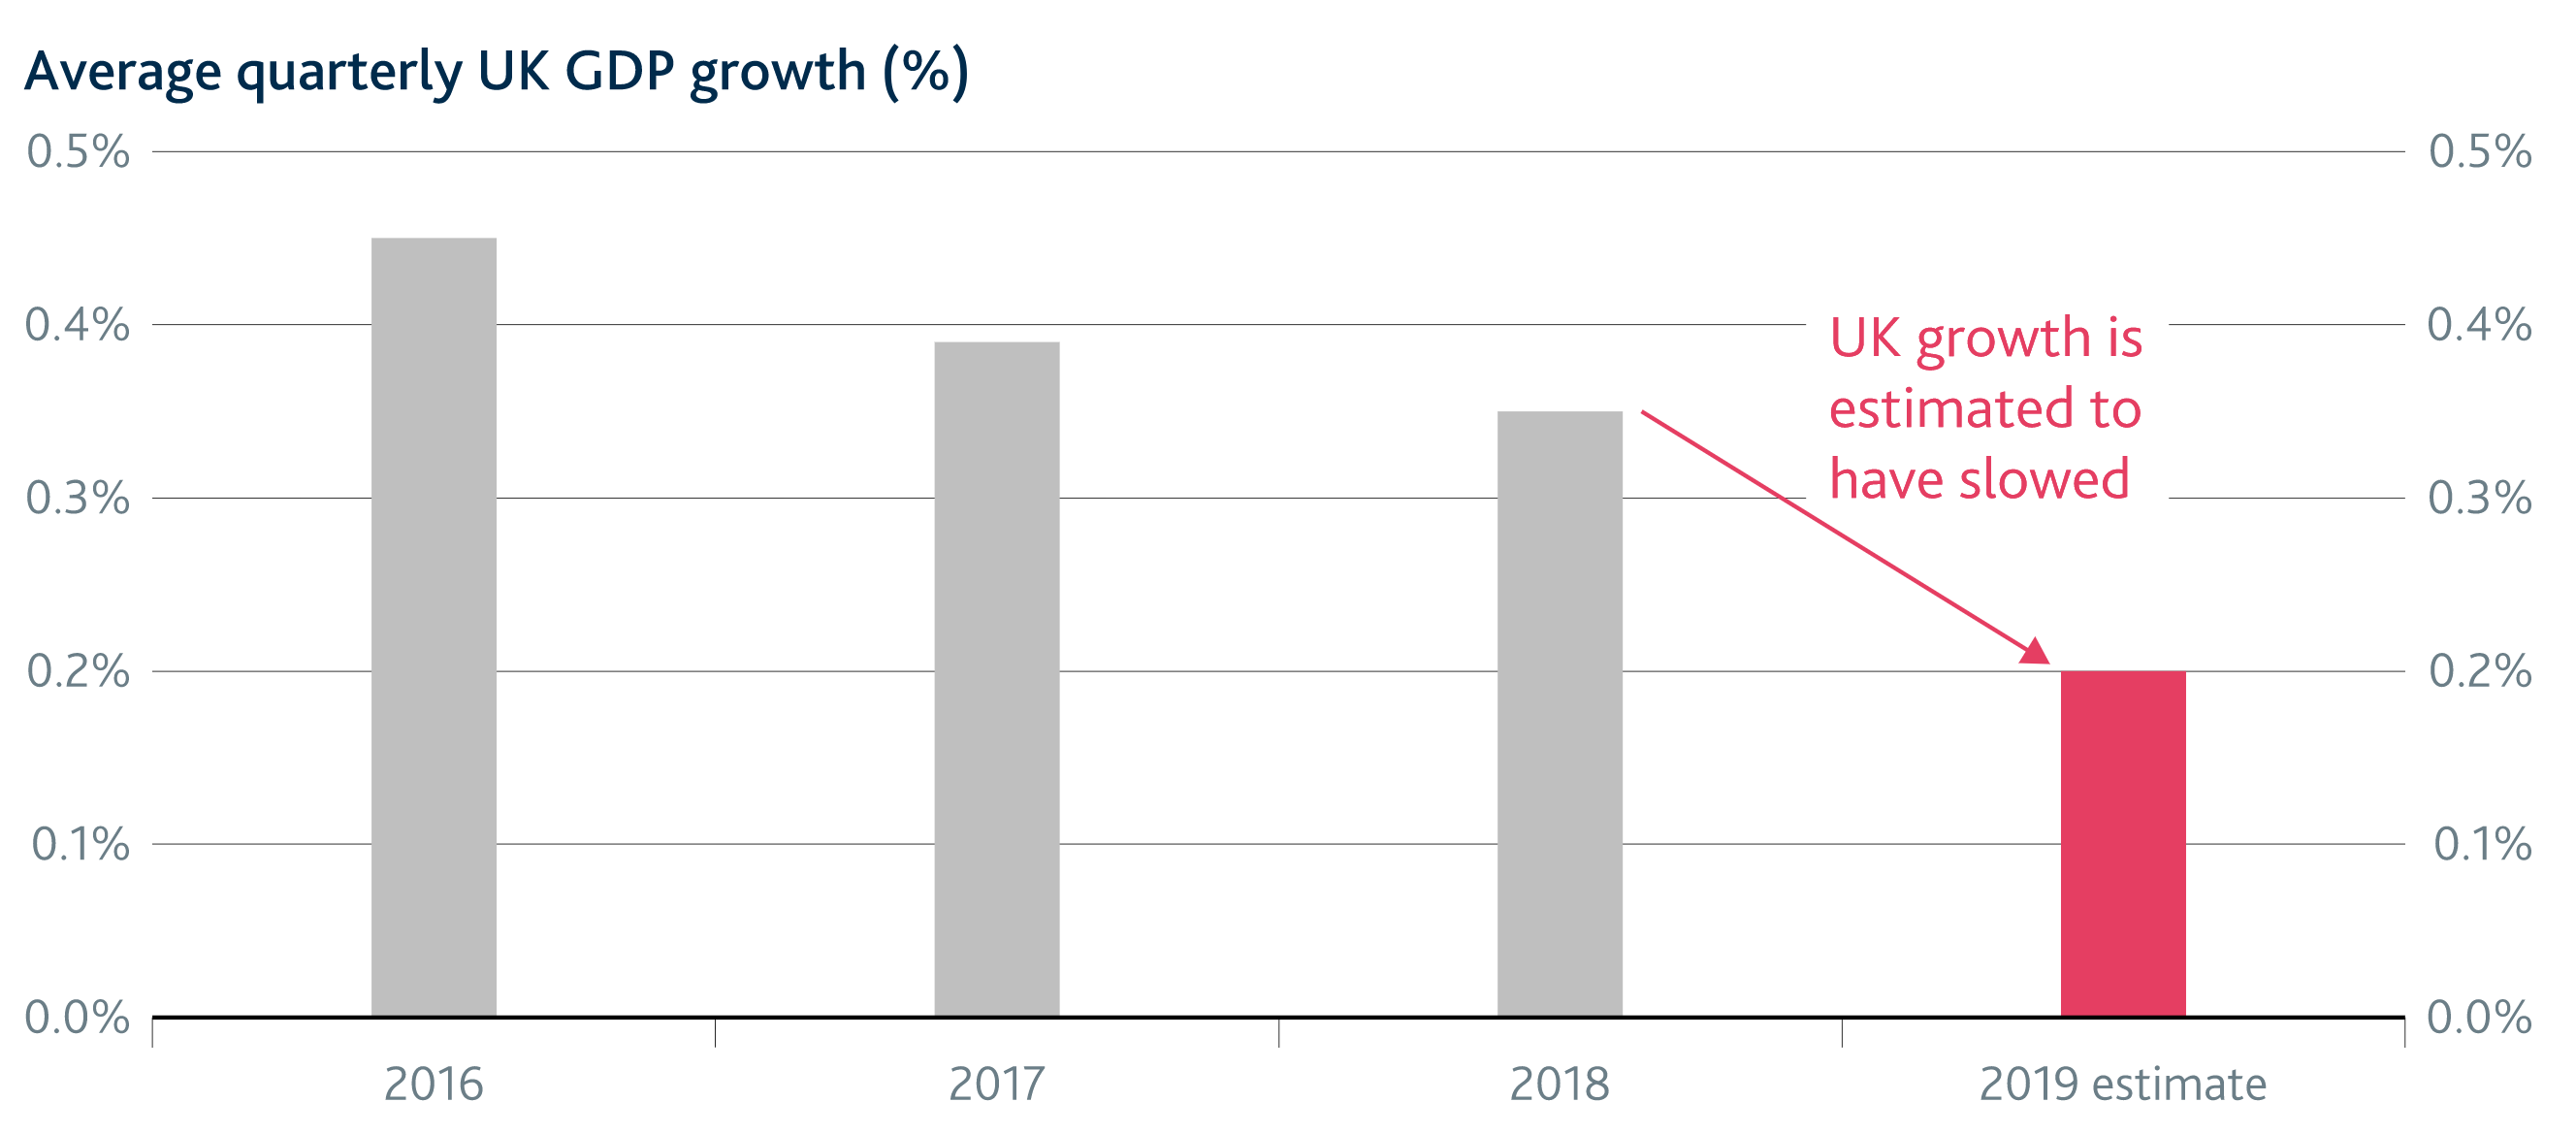 Average quarterly UK GDP growth (%)
0.5% 0.5%
0.4% 0.4%
UK growth is
estimated to
have slowed
0.3% 0.3%
0.2% 0.2%
0.1% 0.1%
0.0% 0.0%
2016 2017 2018 2019 estimate